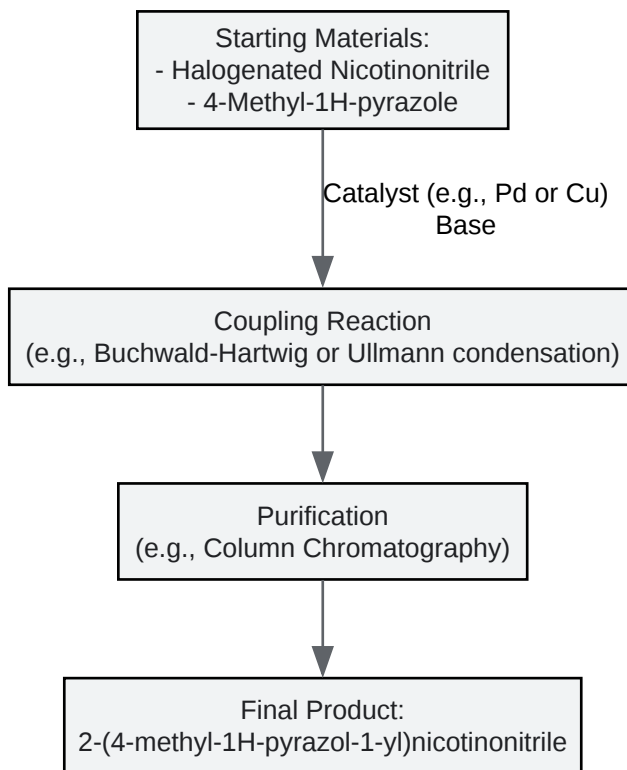 Starting Materials:
- Halogenated Nicotinonitrile
- 4-Methyl-1H-pyrazole
Catalyst (e.g., Pd or Cu)
Base
Coupling Reaction
(e.g., Buchwald-Hartwig or Ullmann condensation)
Purification
(e.g., Column Chromatography)
Final Product:
2-(4-methyl-1H-pyrazol-1-yl)nicotinonitrile